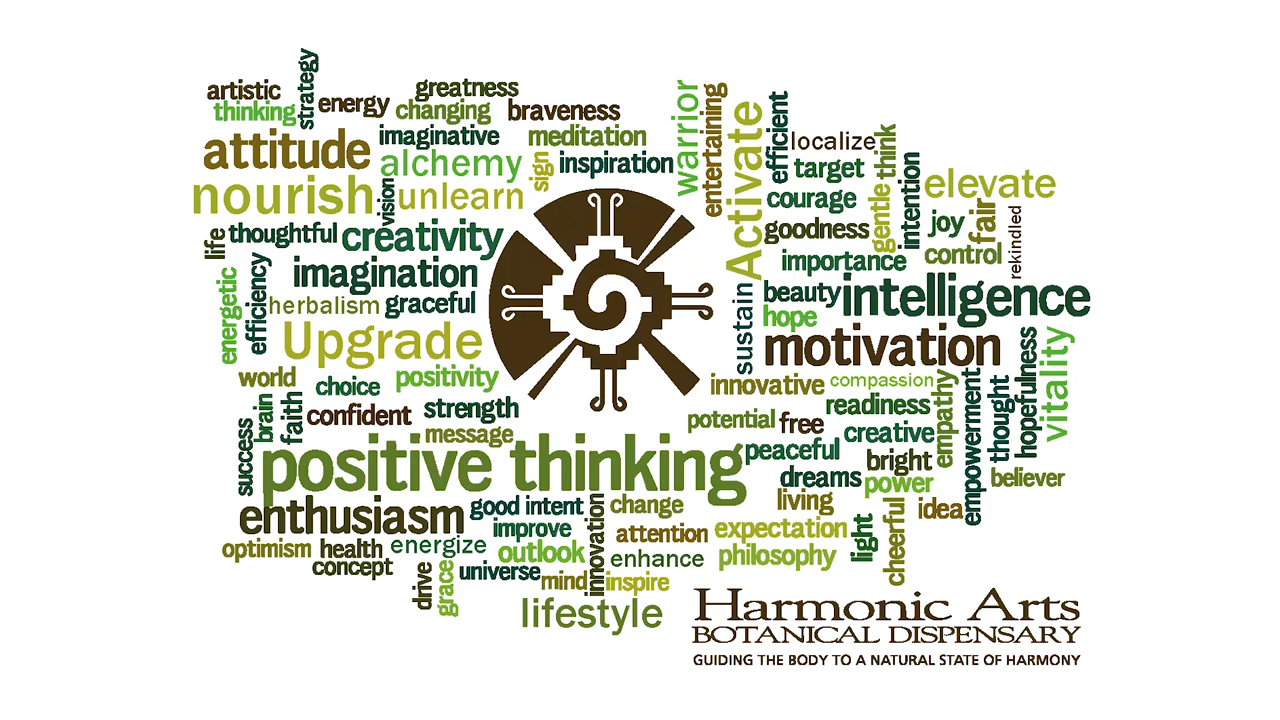 strategy
artistic
greatness
thinking
energy
changing
braveness
imaginative
meditation
attitude
alchemy
sign
inspiration
nourish
vision
unlearn
life
thoughtful
creativity
imagination
energetic
efficiency
herbalism
graceful
Upgrade
world
choice
positivity
brain
faith
confident
strength
success
message
warrior
entertaining
Activate
efficient
localize
think
target
courage
gentle
intention
elevate
goodness
joy
fair
rekindled
importance
control
sustain
beauty
intelligence
hope
motivation
hopefulness
vitality
innovative
compassion
empathy
empowerment
thought
readiness
potential
free
creative
peaceful
bright
dreams
power
believer
living
idea
positive thinking
enthusiasm
good intent
innovation
change
improve
attention
expectation
light
cheerful
optimism
health
energize
outlook
enhance
philosophy
concept
drive
grace
universe
mind
inspire
lifestyle
Harmonic Arts
BOTANICAL DISPENSARY
GUIDING THE BODY TO A NATURAL STATE OF HARMONY